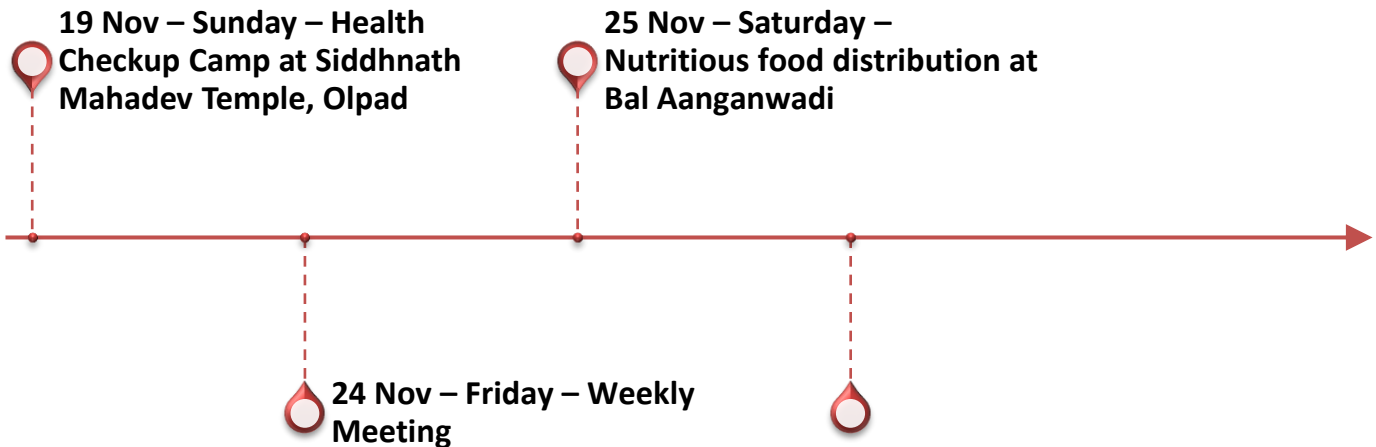 19 Nov – Sunday – Health
Checkup Camp at Siddhnath
Mahadev Temple, Olpad
24 Nov – Friday – Weekly
Meeting
25 Nov – Saturday –
Nutritious food distribution at
Bal Aanganwadi